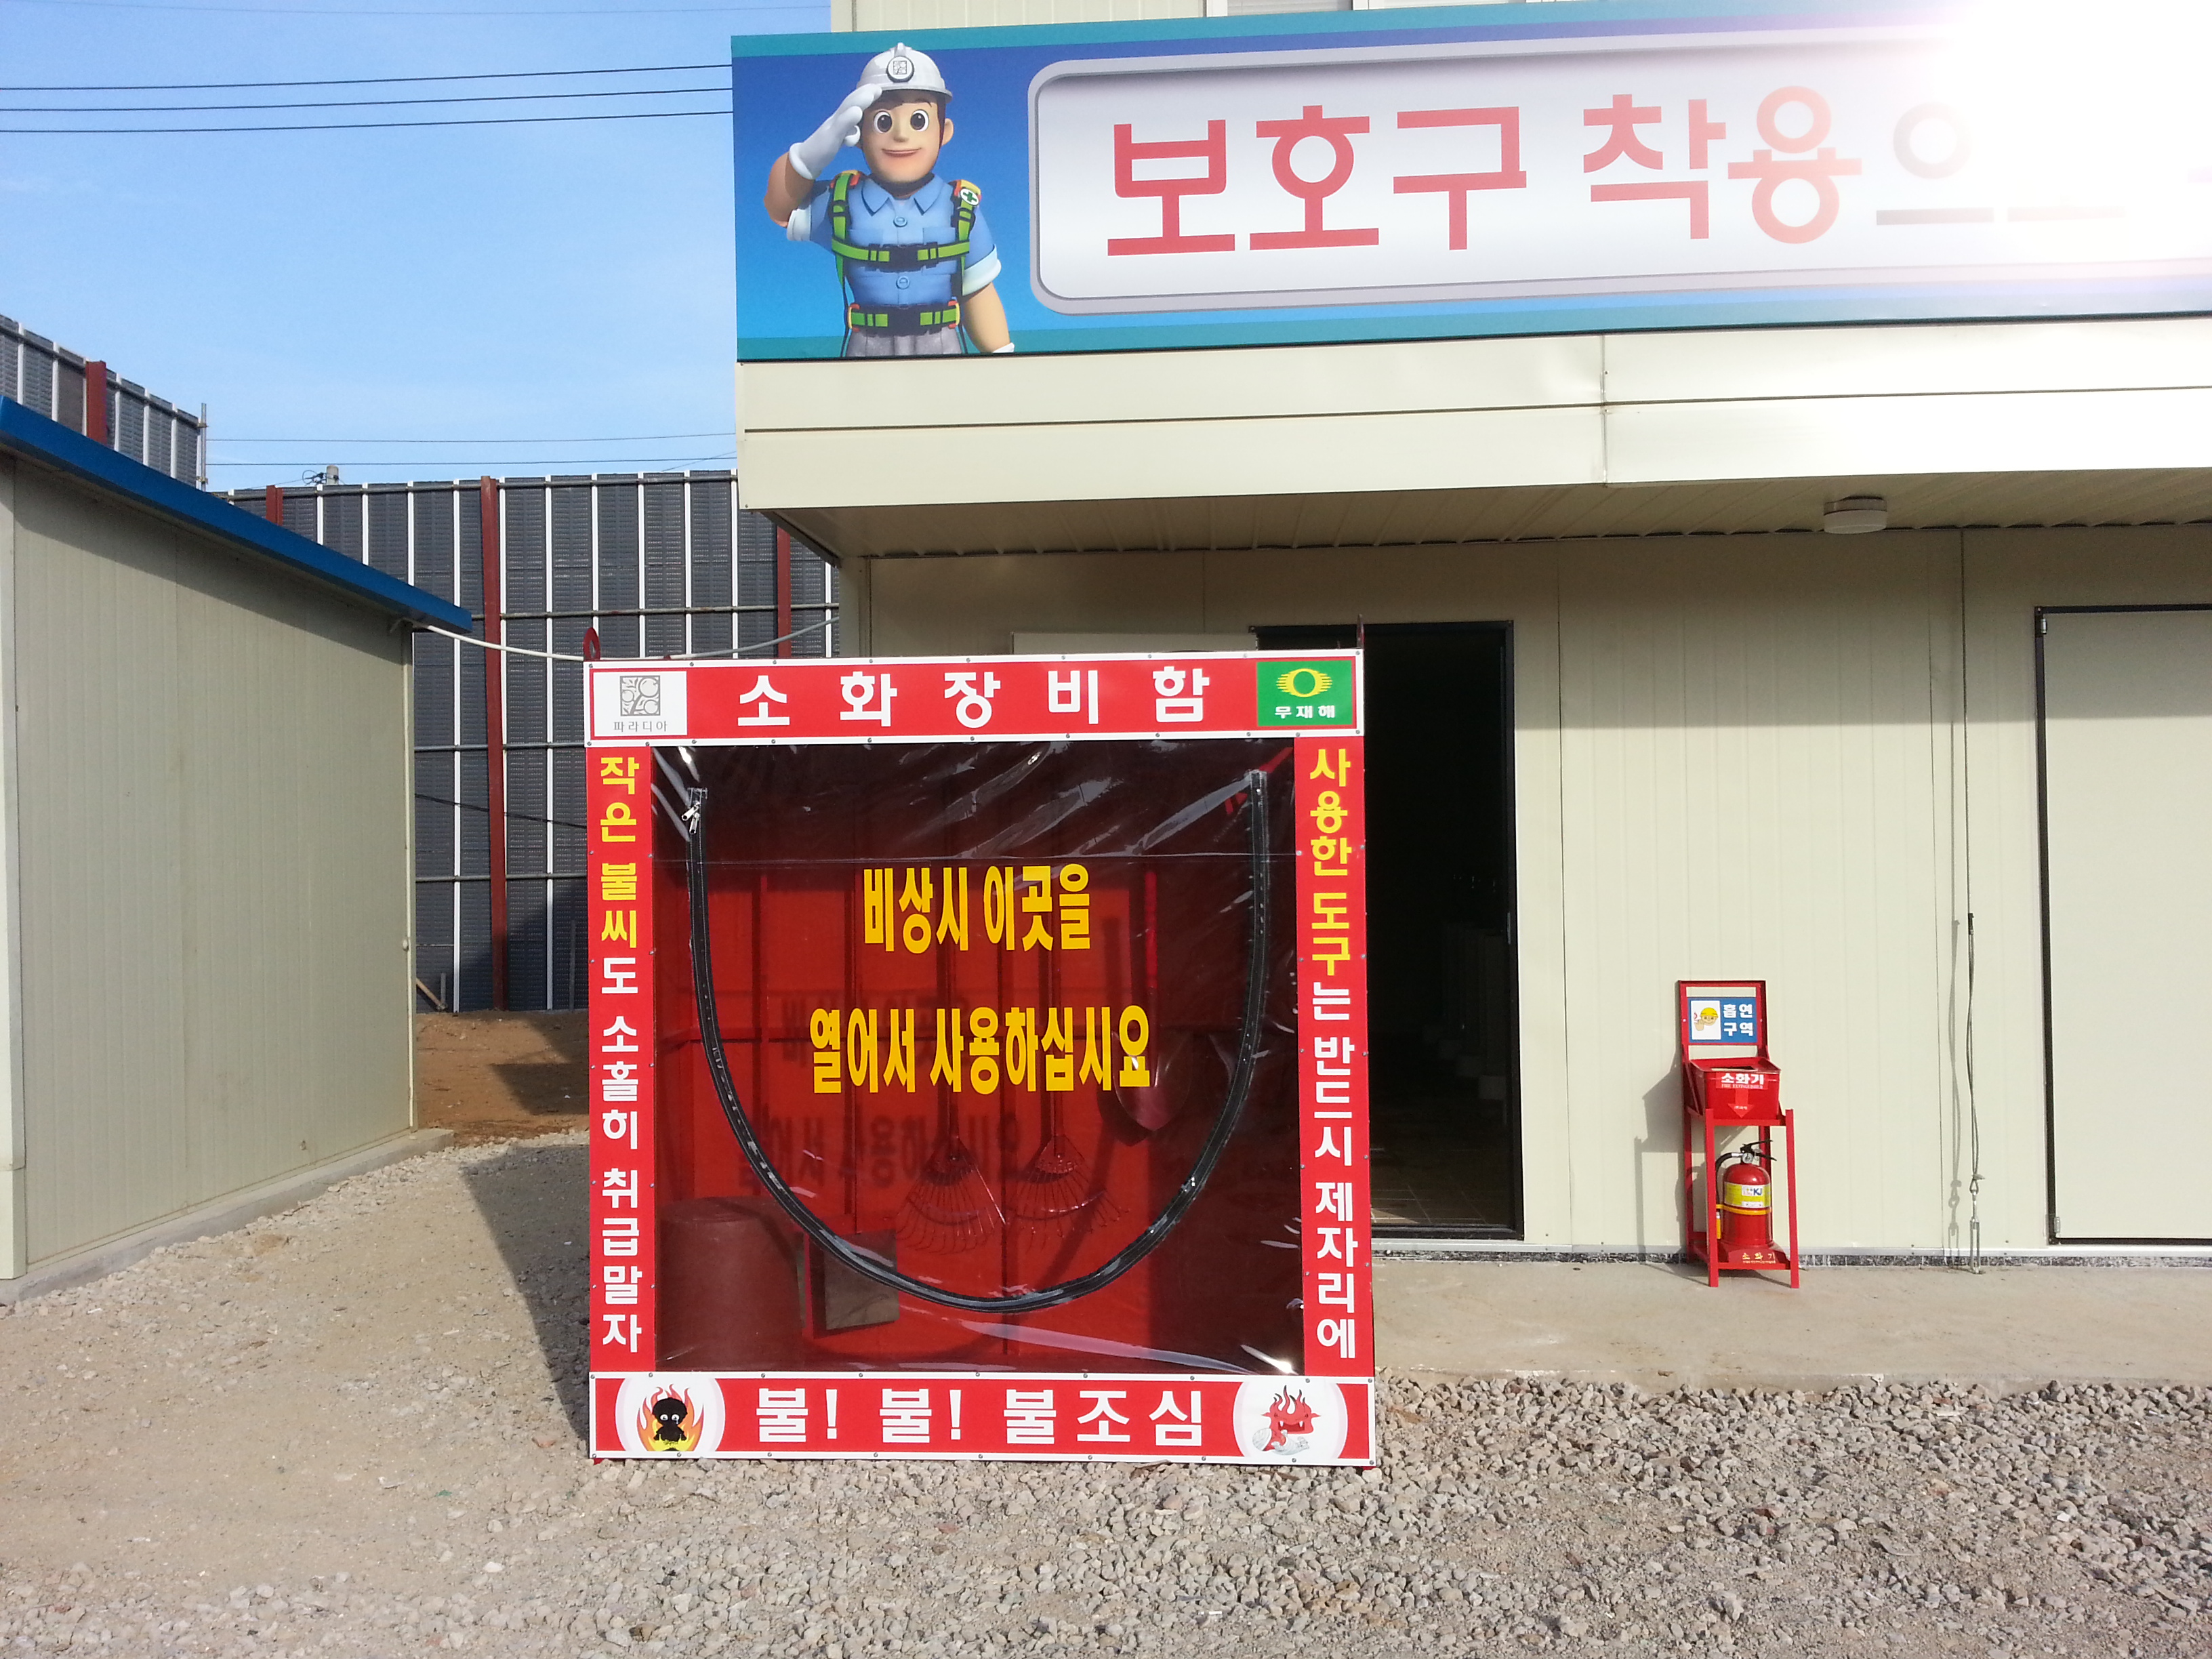 보호구 착용으
파라디아
소화장비함
무재해
작은 불씨도 소홀히 취급말자
비상시 이곳을
열어서 사용하십시요
사용한 도구는 반드시 제자리에
불! 불! 불조심
흡연
구역
소화기
소화기